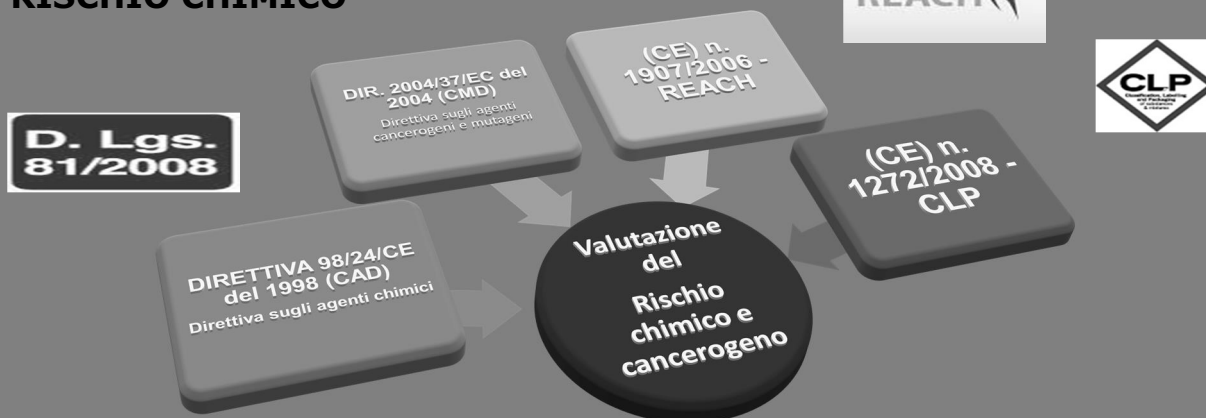 RISCHIO CHIMICO
REACH
CLP
D. Lgs.
81/2008
DIR. 2004/37/EC del
2004 (CMD)
Direttiva sugli agenti
cancerogeni e mutageni
(CE) n.
1907/2006 -
REACH
(CE) n.
1272/2008 -
CLP
DIRETTIVA 98/24/CE
del 1998 (CAD)
Direttiva sugli agenti chimici
Valutazione
del
Rischio
chimico e
cancerogeno